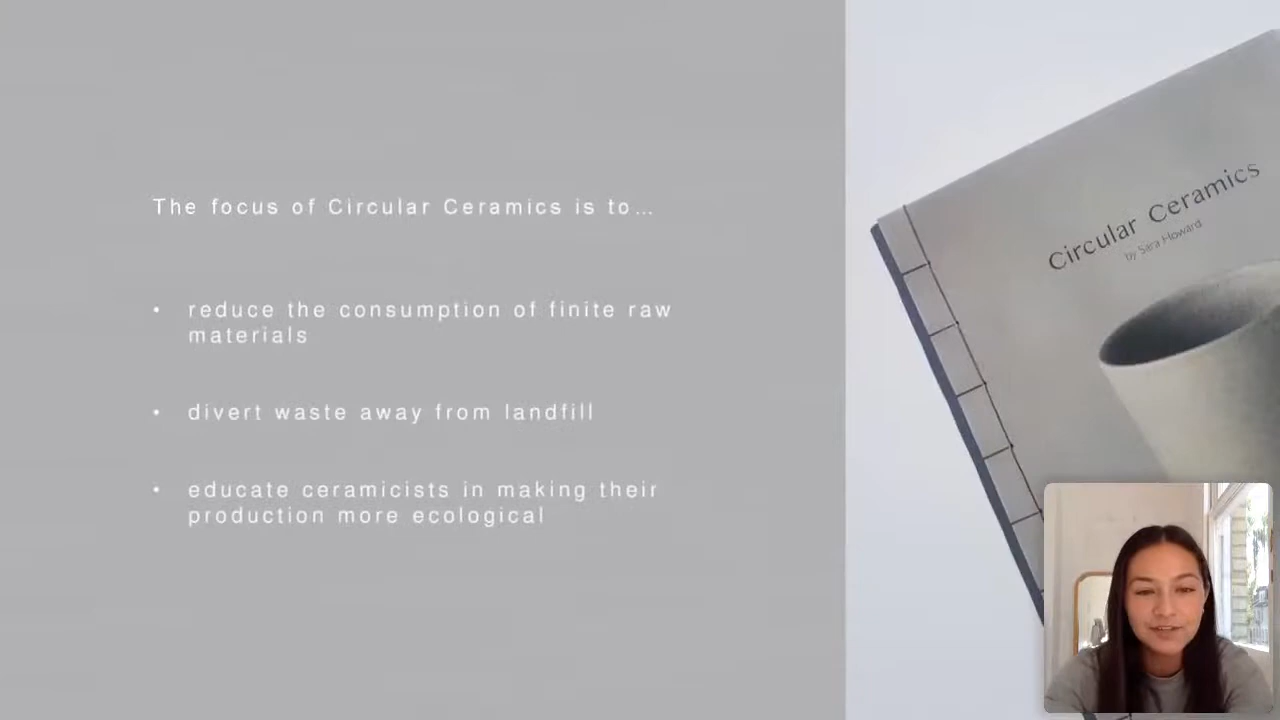 The focus of Circular Ceramics is to...
• reduce the consumption of finite raw
materials
• divert waste away from landfill
• educate ceramicists in making their
production more ecological
Circular Ceramics
by Sara Howard